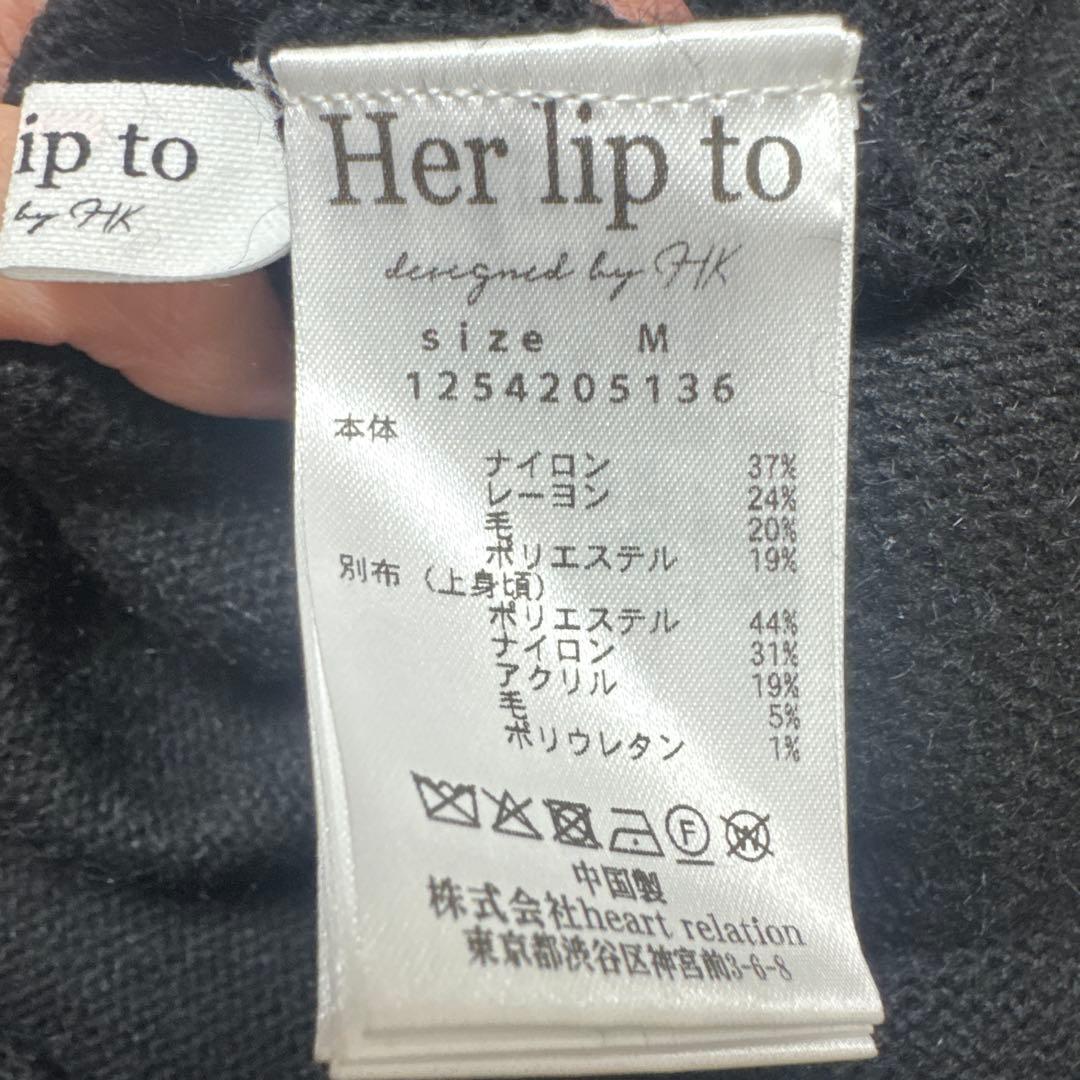 ip to
by HK
Her lip to
designed by HK
size M
1254205136
本体
ナイロン 37%
レーヨン 24%
毛 20%
ポリエステル 19%
別布（上身頃）
ポリエステル 44%
ナイロン 31%
アクリル 19%
毛 5%
ポリウレタン 1%
F W
中国製
株式会社heart relation
東京都渋谷区神宮前3-6-8